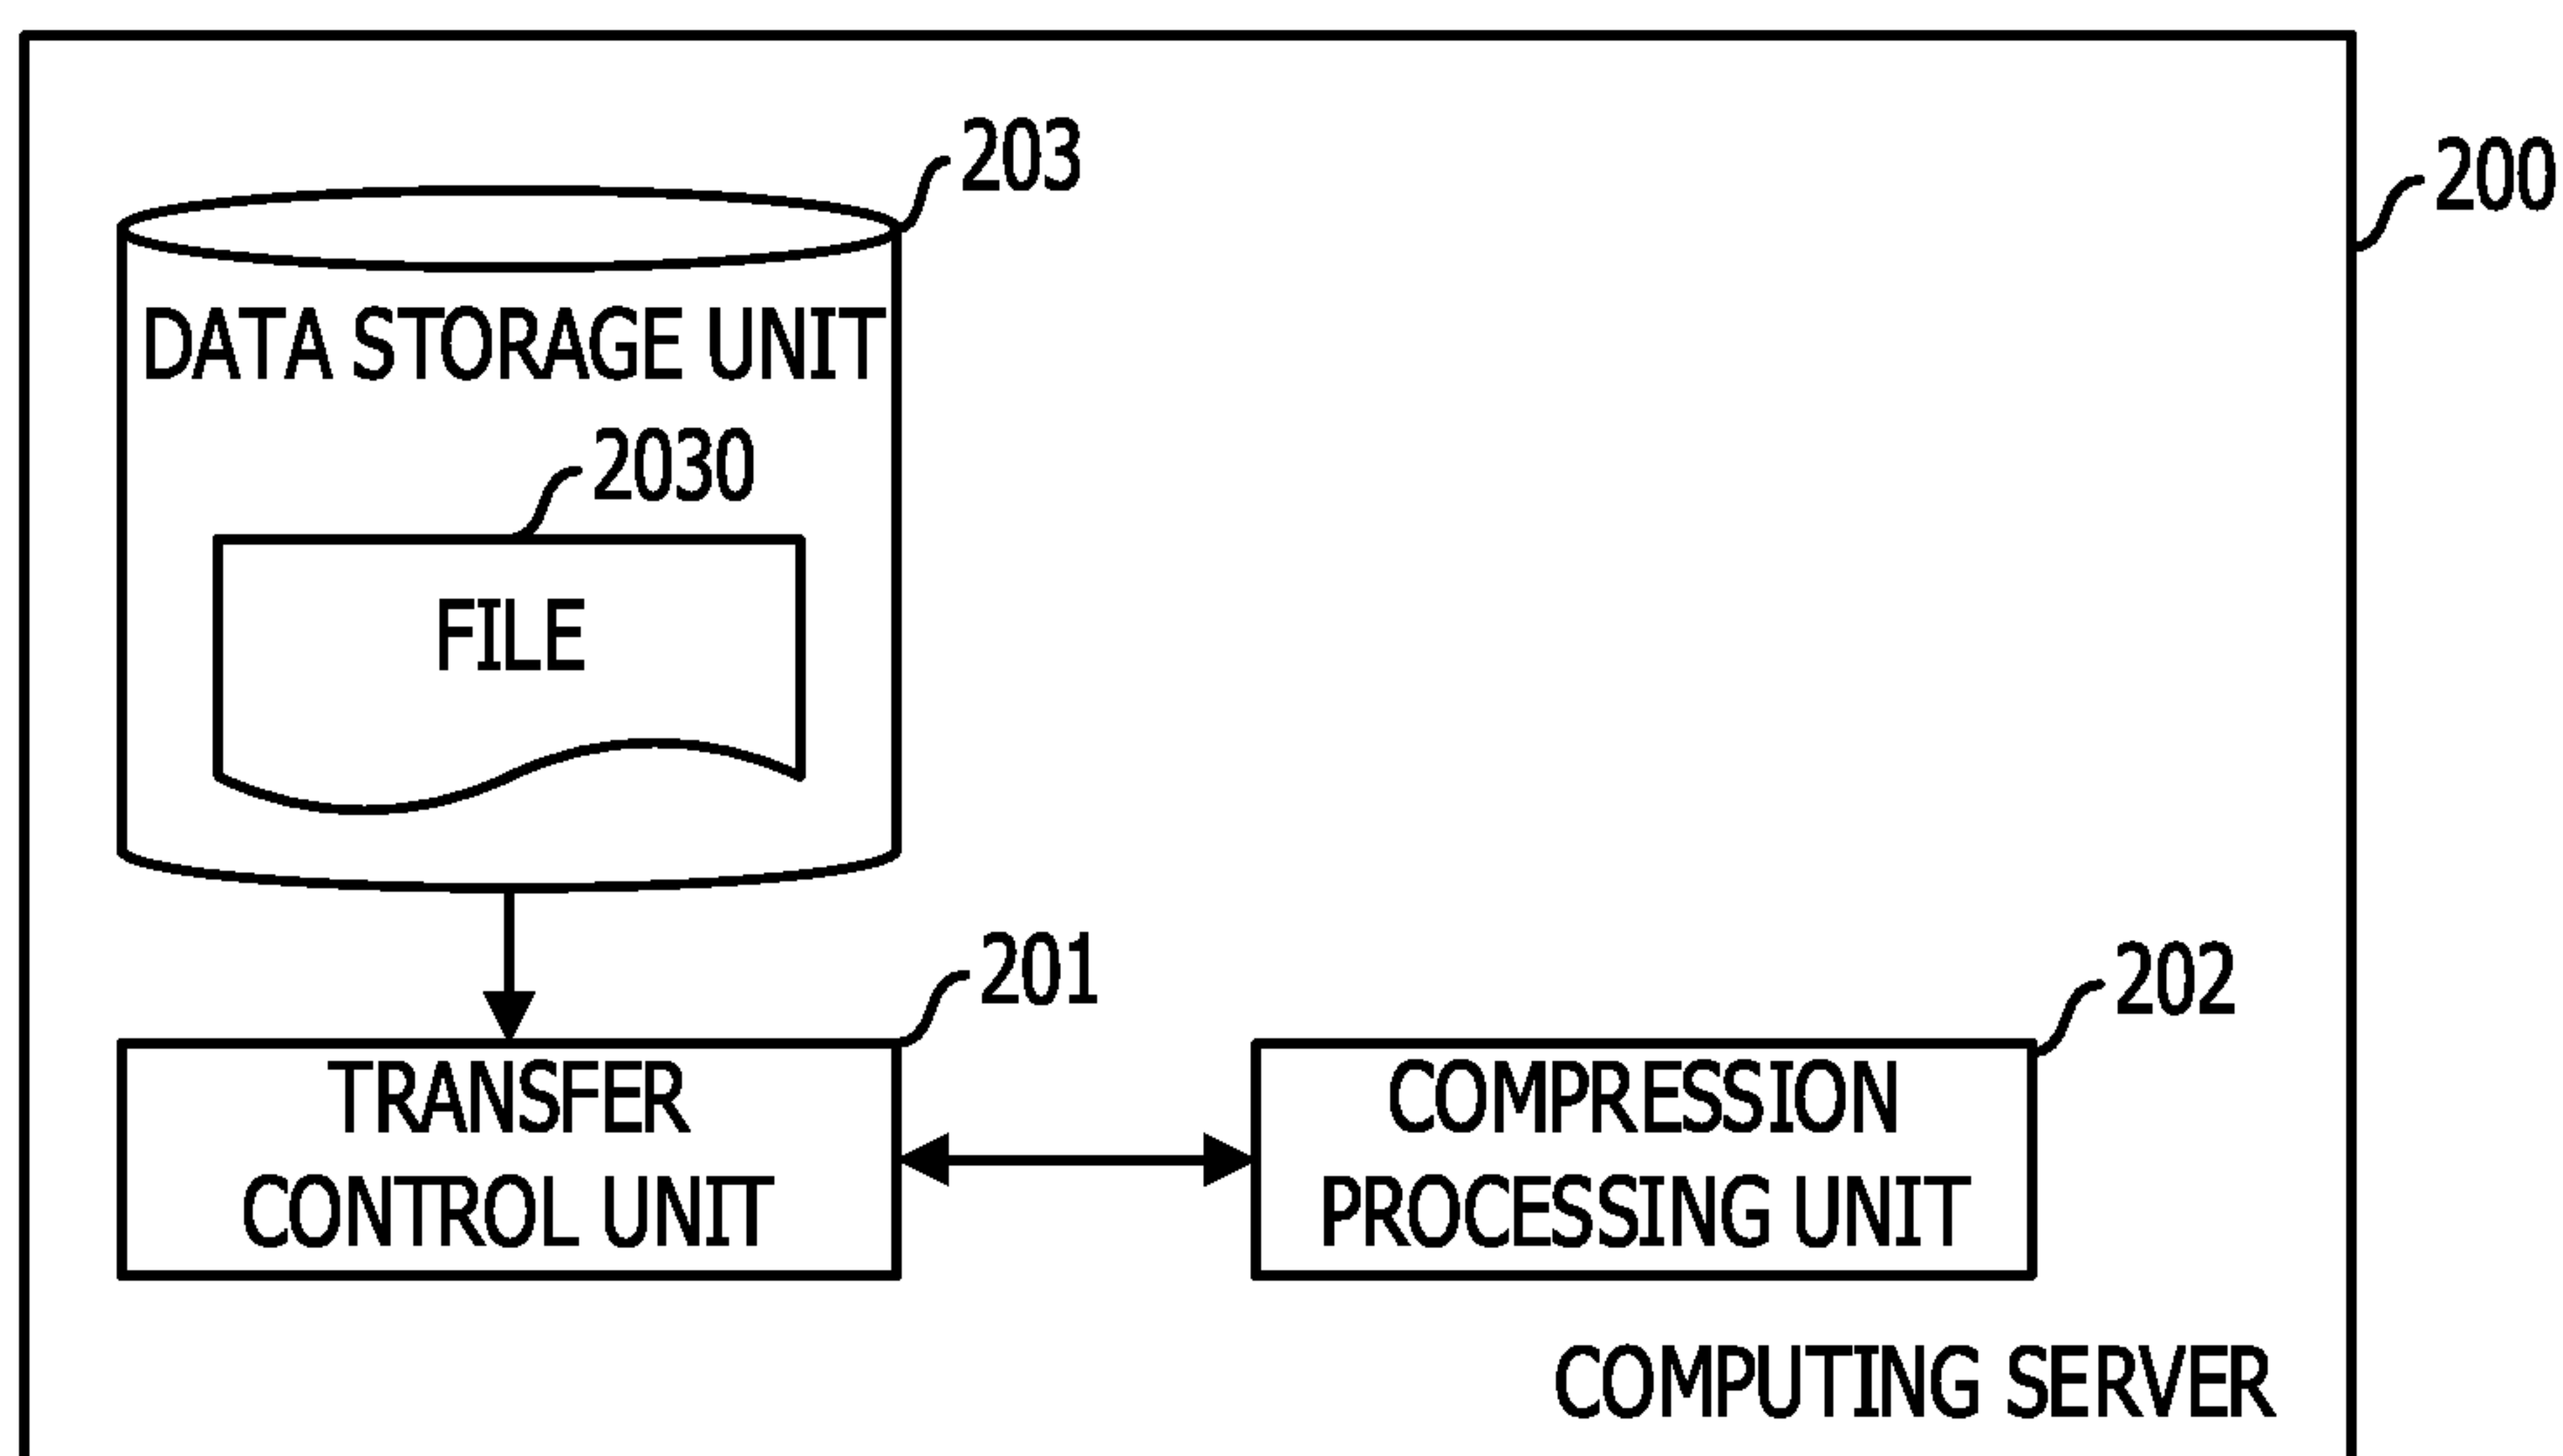 203
200
DATA STORAGE UNIT
2030
FILE
201
202
TRANSFER
CONTROL UNIT
COMPRESSION
PROCESSING UNIT
COMPUTING SERVER